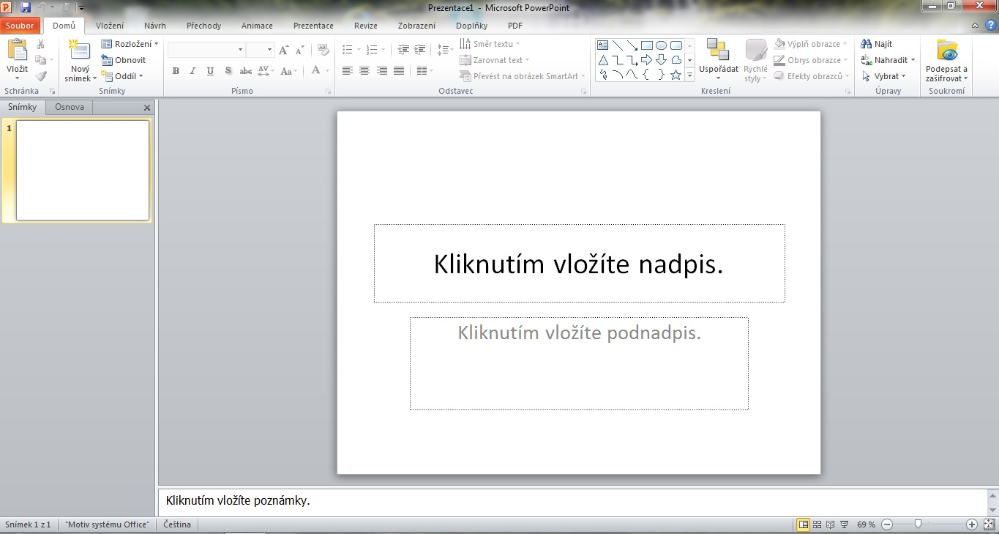 Prezentace1 - Microsoft PowerPoint
Soubor Domů Vložení Návrh Přechody Animace Prezentace Revize Zobrazení Doplňky PDF
Vložit
Schránka
Nový snímek
Rozložení
Obnovit
Oddíl
Snímky
B I U S abc AV Aa A
Písmo
Směr textu
Zarovnat text
Převést na obrázek SmartArt
Odstavec
Uspořádat
Rychlé styly
Výplň obrazce
Obrys obrazce
Efekty obrazců
Kreslení
Najít
Nahradit
Vybrat
Úpravy
Podepsat a zašifrovat
Soukromí
Snímky Osnova
1
Kliknutím vložíte nadpis.
Kliknutím vložíte podnadpis.
Kliknutím vložíte poznámky.
Snímek 1 z 1 "Motiv systému Office" Čeština 69 %